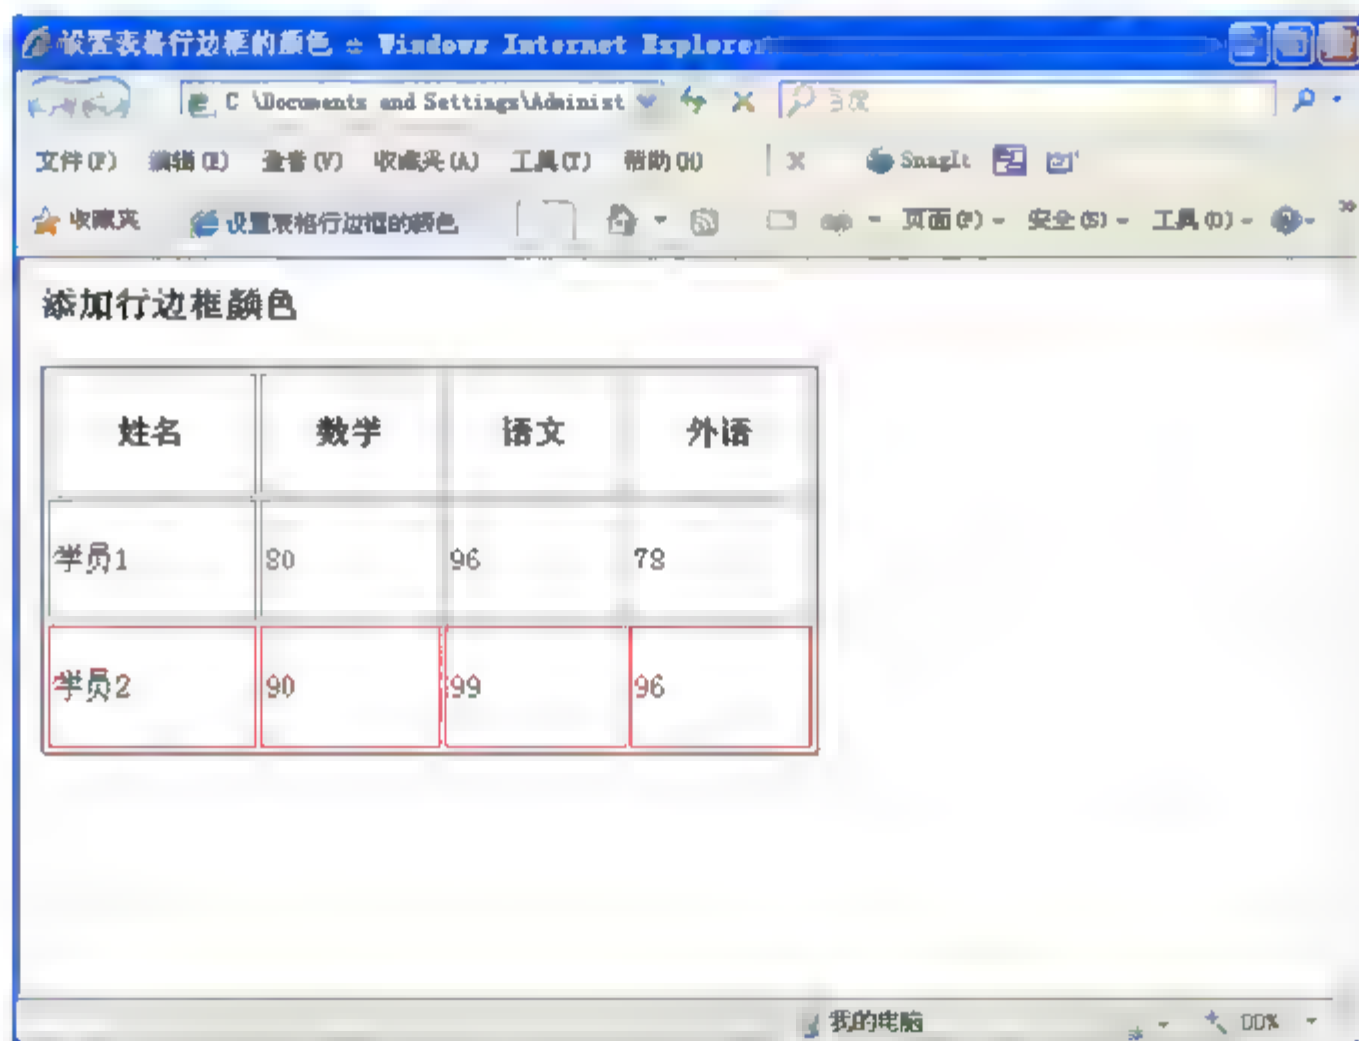 设置表格行边框的颜色 - Windows Internet Explorer
C \Documents and Settings\Administ 百度
文件(F) 编辑(E) 查看(V) 收藏夹(A) 工具(T) 帮助(H) X SnagIt
收藏夹 设置表格行边框的颜色 页面(P) 安全(S) 工具(O)
添加行边框颜色
姓名 数学 语文 外语
学员1 80 96 78
学员2 90 99 96
我的电脑 00%